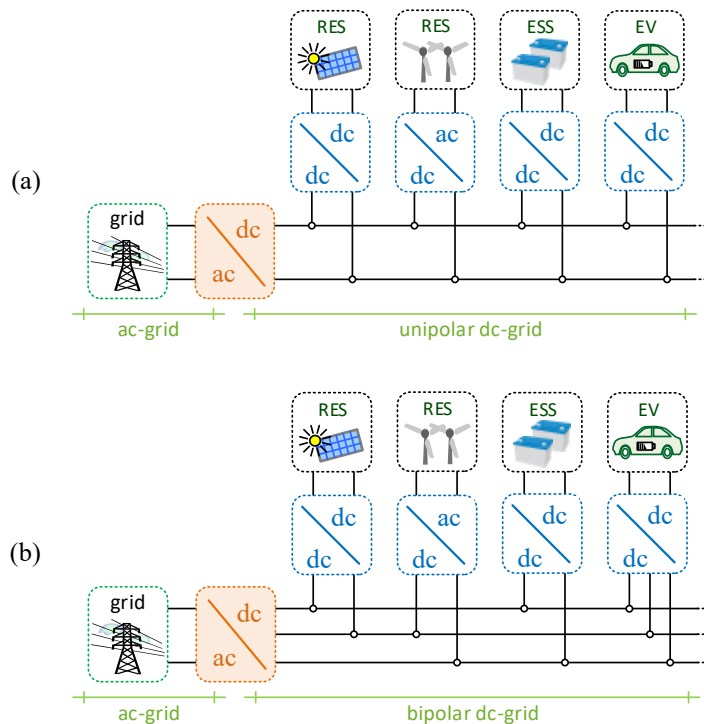 RES RES ESS EV
dc ac dc dc
(a)
dc dc dc dc
grid dc
ac
ac-grid unipolar dc-grid
RES RES ESS EV
dc ac dc dc
(b)
dc dc dc dc
grid dc
ac
ac-grid bipolar dc-grid